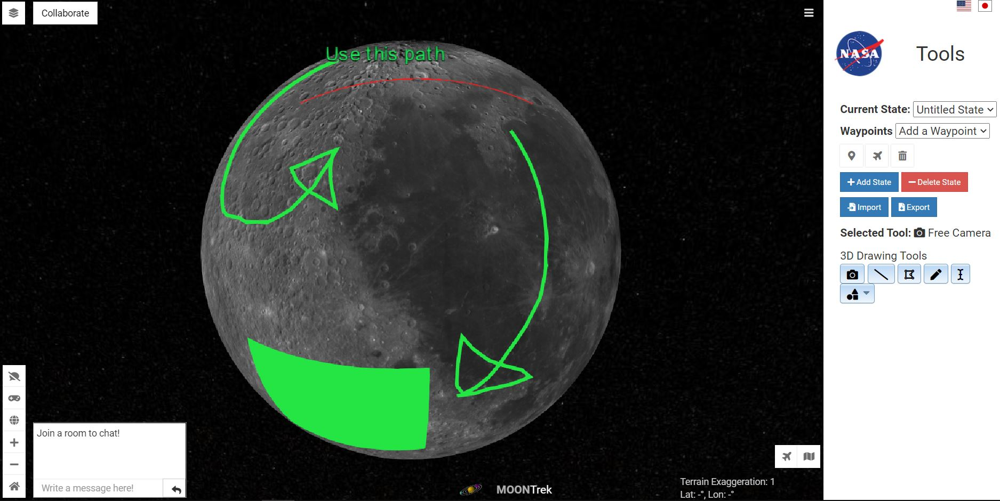 Collaborate
Use this path
NASA
Tools
Current State: Untitled State
Waypoints Add a Waypoint
Add State
Delete State
Import
Export
Selected Tool: Free Camera
3D Drawing Tools
Join a room to chat!
Write a message here!
MOONTrek
Terrain Exaggeration: 1
Lat: -°, Lon: -°